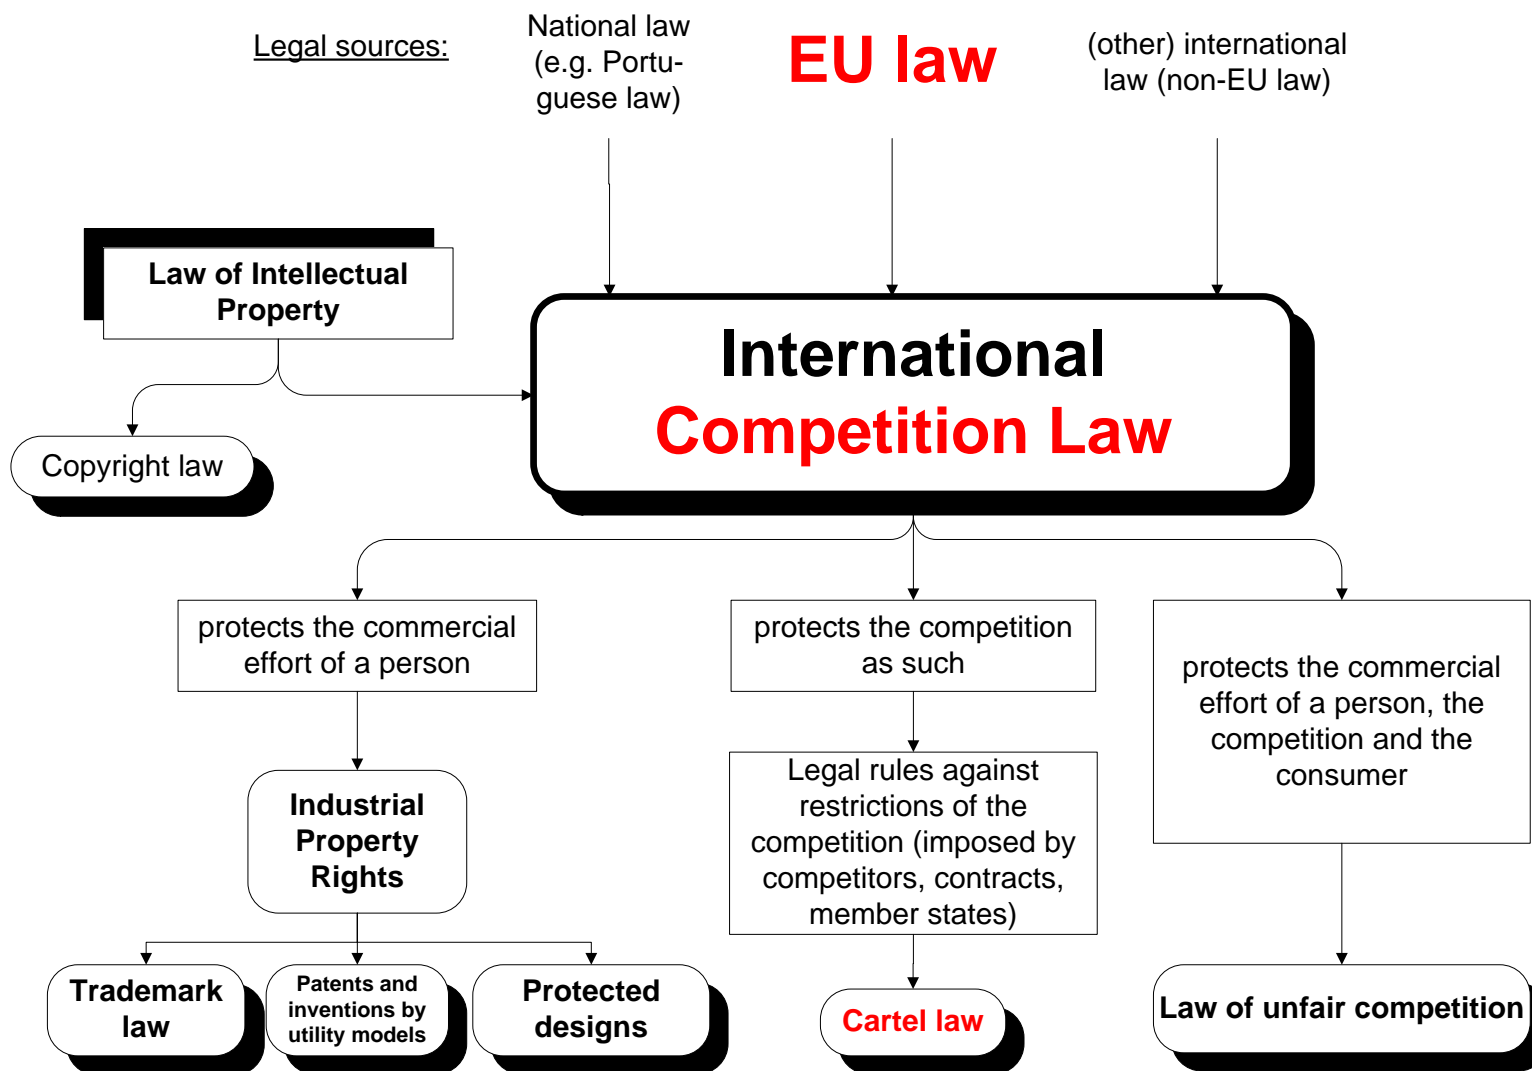 Legal sources:
National law
(e.g. Portu-
guese law)
EU law
(other) international
law (non-EU law)
Law of Intellectual
Property
International
Competition Law
Copyright law
protects the commercial
effort of a person
protects the competition
as such
protects the commercial
effort of a person, the
competition and the
consumer
Industrial
Property
Rights
Legal rules against
restrictions of the
competition (imposed by
competitors, contracts,
member states)
Trademark
law
Patents and
inventions by
utility models
Protected
designs
Cartel law
Law of unfair competition